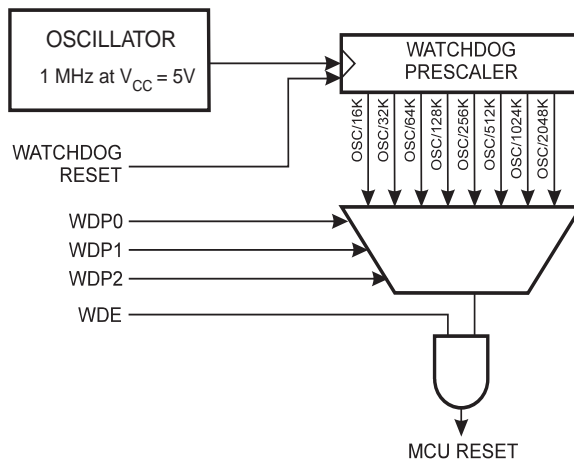 OSCILLATOR
1 MHz at VCC = 5V
WATCHDOG
PRESCALER
OSC/16K
OSC/32K
OSC/64K
OSC/128K
OSC/256K
OSC/512K
OSC/1024K
OSC/2048K
WATCHDOG
RESET
WDP0
WDP1
WDP2
WDE
MCU RESET